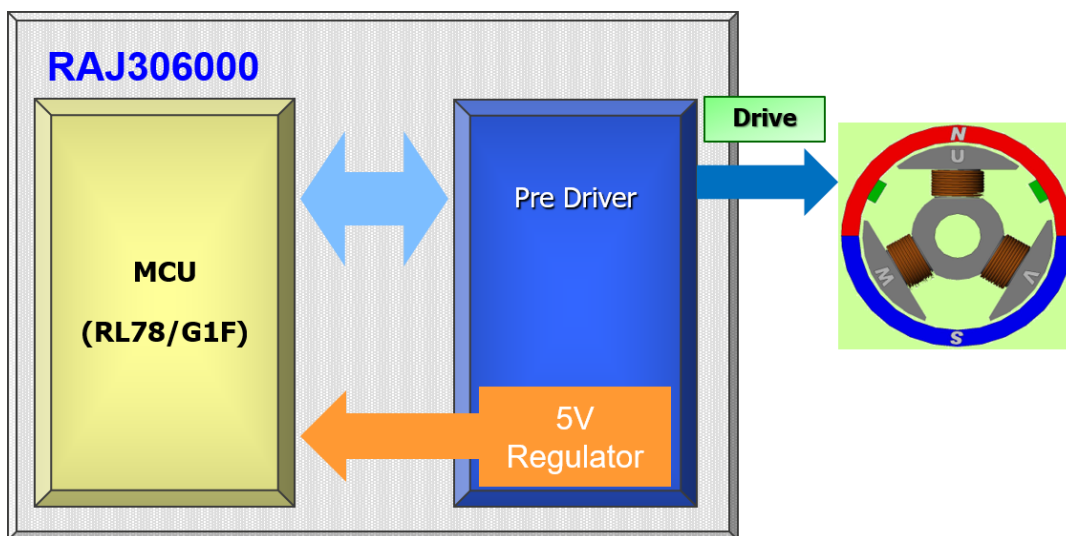 RAJ306000
Drive
N
U
Pre Driver
MCU
(RL78/G1F)
W
V
S
5V
Regulator